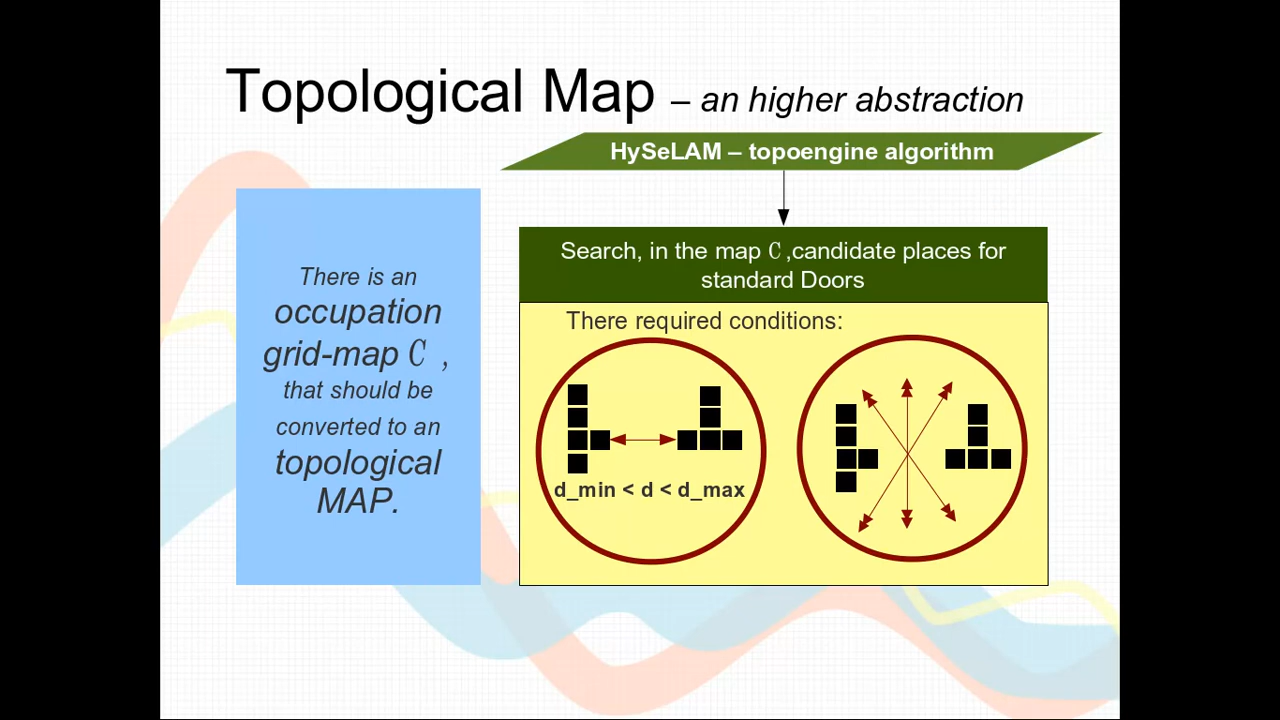 Topological Map – an higher abstraction
HySeLAM – topoengine algorithm
There is an
occupation
grid-map C ,
that should be
converted to an
topological
MAP.
Search, in the map C ,candidate places for
standard Doors
There required conditions:
d_min < d < d_max